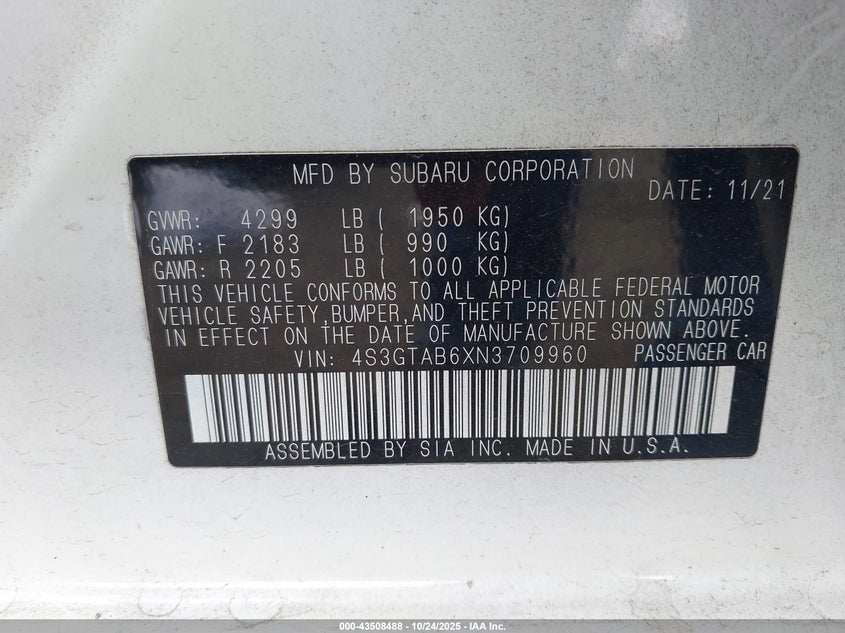 MFD BY SUBARU CORPORATION
DATE: 11/21
GVWR: 4299 LB ( 1950 KG)
GAWR: F 2183 LB ( 990 KG)
GAWR: R 2205 LB ( 1000 KG)
THIS VEHICLE CONFORMS TO ALL APPLICABLE FEDERAL MOTOR
VEHICLE SAFETY,BUMPER,AND THEFT PREVENTION STANDARDS
IN EFFECT ON THE DATE OF MANUFACTURE SHOWN ABOVE.
VIN: 4S3GTAB6XN3709960 PASSENGER CAR
ASSEMBLED BY SIA INC. MADE IN U.S.A.
000-43508488 - 10/24/2025 - IAA Inc.